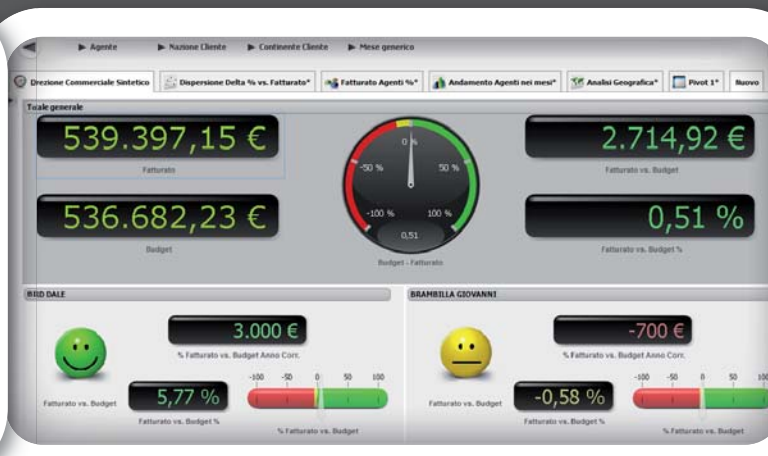 Agente Nazione Cliente Continente Cliente Mese generico
Direzione Commerciale Sintetico Dispersione Delta % vs. Fatturato* Fatturato Agenti %* Andamento Agenti nei mesi* Analisi Geografica* Pivot 1* Nuovo
Totale generale
539.397,15 €
Fatturato
536.682,23 €
Budget
0 %
-50 % 50 %
-100 % 100 %
0,51
Budget - Fatturato
2.714,92 €
Fatturato vs. Budget
0,51 %
Fatturato vs. Budget %
BIRD DALE
3.000 €
% Fatturato vs. Budget Anno Corr.
Fatturato vs. Budget
5,77 %
Fatturato vs. Budget %
-100 -50 0 50 100
% Fatturato vs. Budget
BRAMBILLA GIOVANNI
-700 €
% Fatturato vs. Budget Anno Corr.
Fatturato vs. Budget
-0,58 %
Fatturato vs. Budget %
-100 -50 0 50 100
% Fatturato vs. Budget